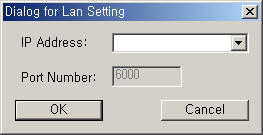 Dialog for Lan Setting
IP Address:
Port Number: 6000
OK Cancel